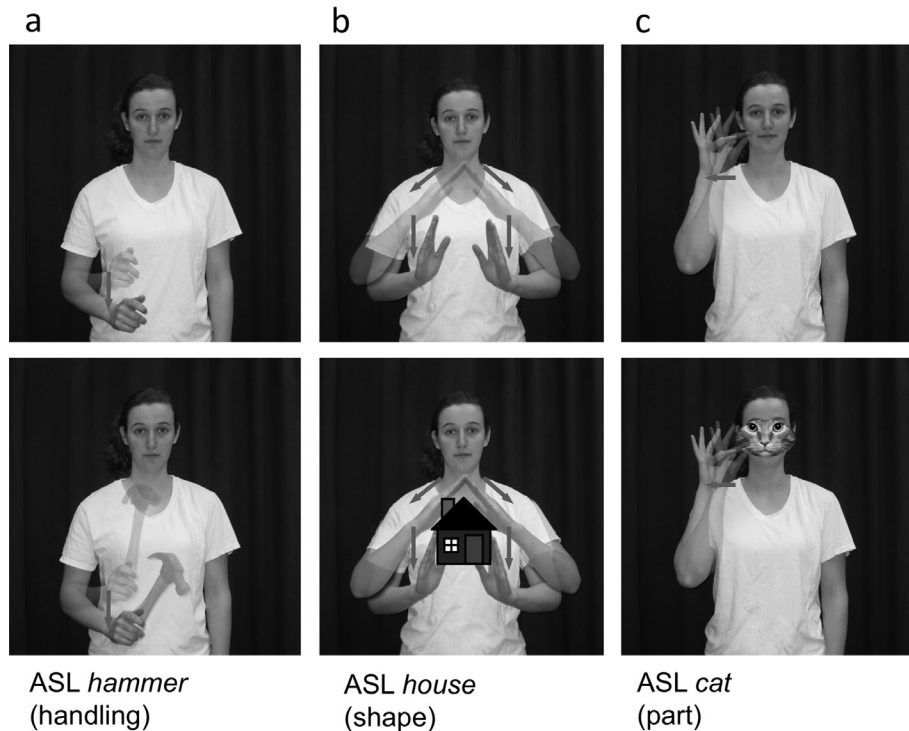 a
b
c
ASL hammer
(handling)
ASL house
(shape)
ASL cat
(part)